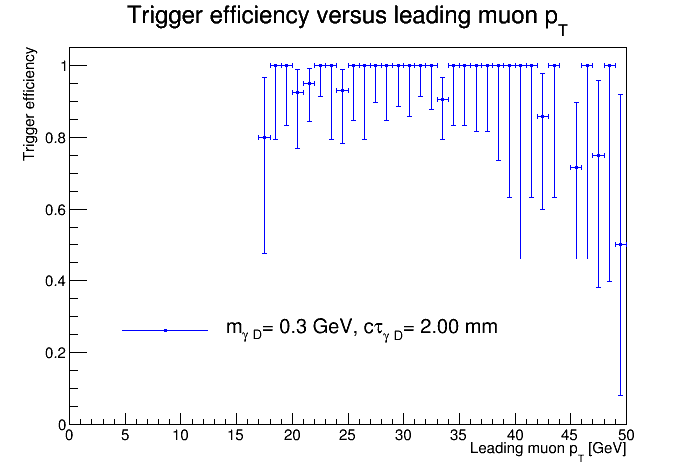 Trigger efficiency versus leading muon p_T
Trigger efficiency
1
0.8
0.6
0.4
0.2
0
m_γ D= 0.3 GeV, cτ_γ D= 2.00 mm
0 5 10 15 20 25 30 35 40 45 50
Leading muon p_T [GeV]